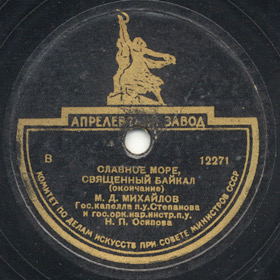 АПРЕЛЕВСКИЙ ЗАВОД
В 12271
СЛАВНОЕ МОРЕ,
СВЯЩЕННЫЙ БАЙКАЛ
(окончание)
М. Д. МИХАЙЛОВ
Гос. капелла п. у. Степанова
и гос. орк. нар. инстр. п. у.
Н. П. Осипова
КОМИТЕТ ПО ДЕЛАМ ИСКУССТВ ПРИ СОВЕТЕ МИНИСТРОВ СССР